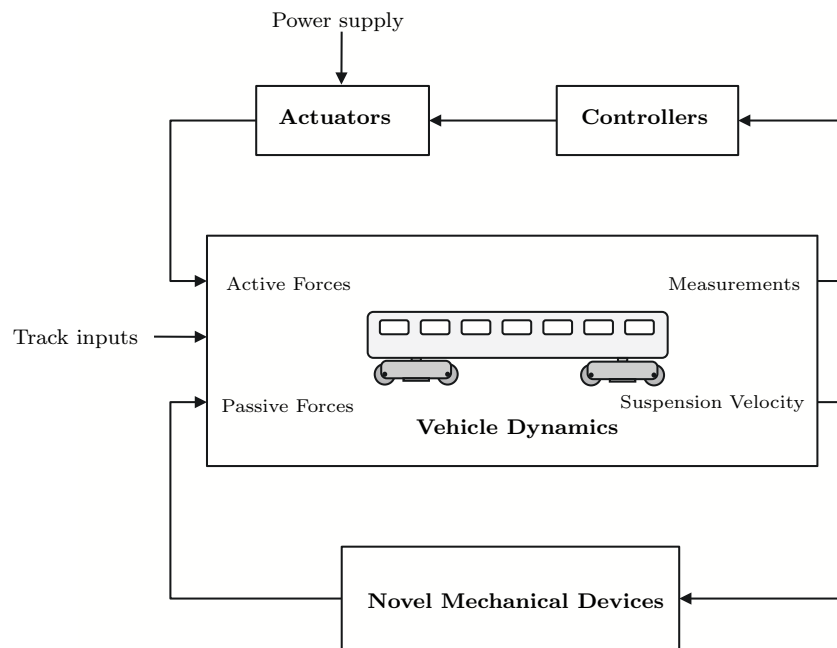 Power supply
Actuators
Controllers
Active Forces
Measurements
Track inputs
Passive Forces
Suspension Velocity
Vehicle Dynamics
Novel Mechanical Devices